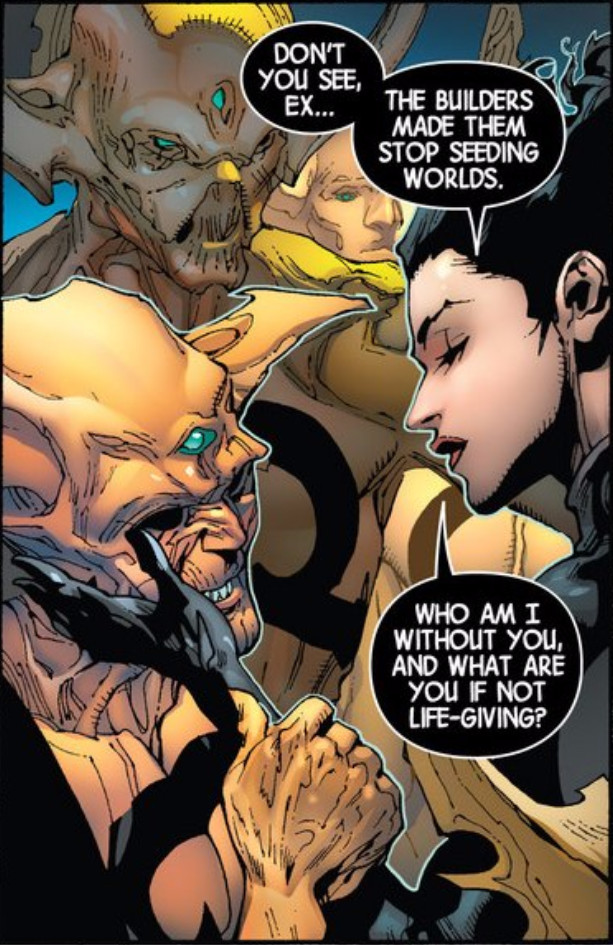 DON'T
YOU SEE,
EX...
THE BUILDERS
MADE THEM
STOP SEEDING
WORLDS.
WHO AM I
WITHOUT YOU,
AND WHAT ARE
YOU IF NOT
LIFE-GIVING?